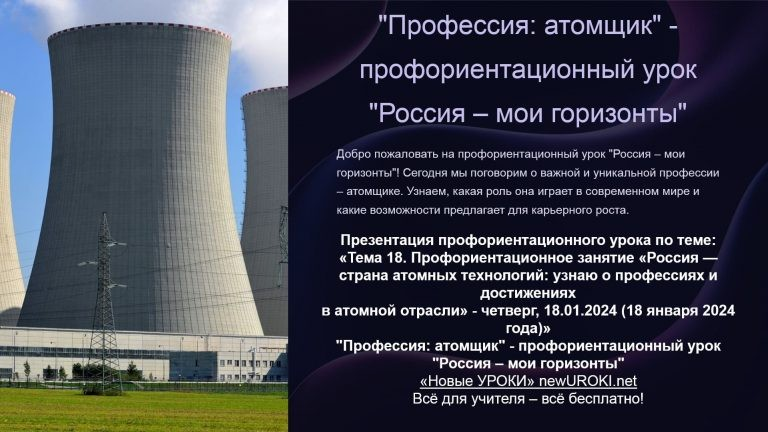 "Профессия: атомщик" -
профориентационный урок
"Россия – мои горизонты"
Добро пожаловать на профориентационный урок "Россия – мои
горизонты"! Сегодня мы поговорим о важной и уникальной профессии
– атомщике. Узнаем, какая роль она играет в современном мире и
какие возможности предлагает для карьерного роста.
Презентация профориентационного урока по теме:
«Тема 18. Профориентационное занятие «Россия —
страна атомных технологий: узнаю о профессиях и
достижениях
в атомной отрасли» - четверг, 18.01.2024 (18 января 2024
года)»
"Профессия: атомщик" - профориентационный урок
"Россия – мои горизонты"
«Новые УРОКИ» newUROKI.net
Всё для учителя – всё бесплатно!